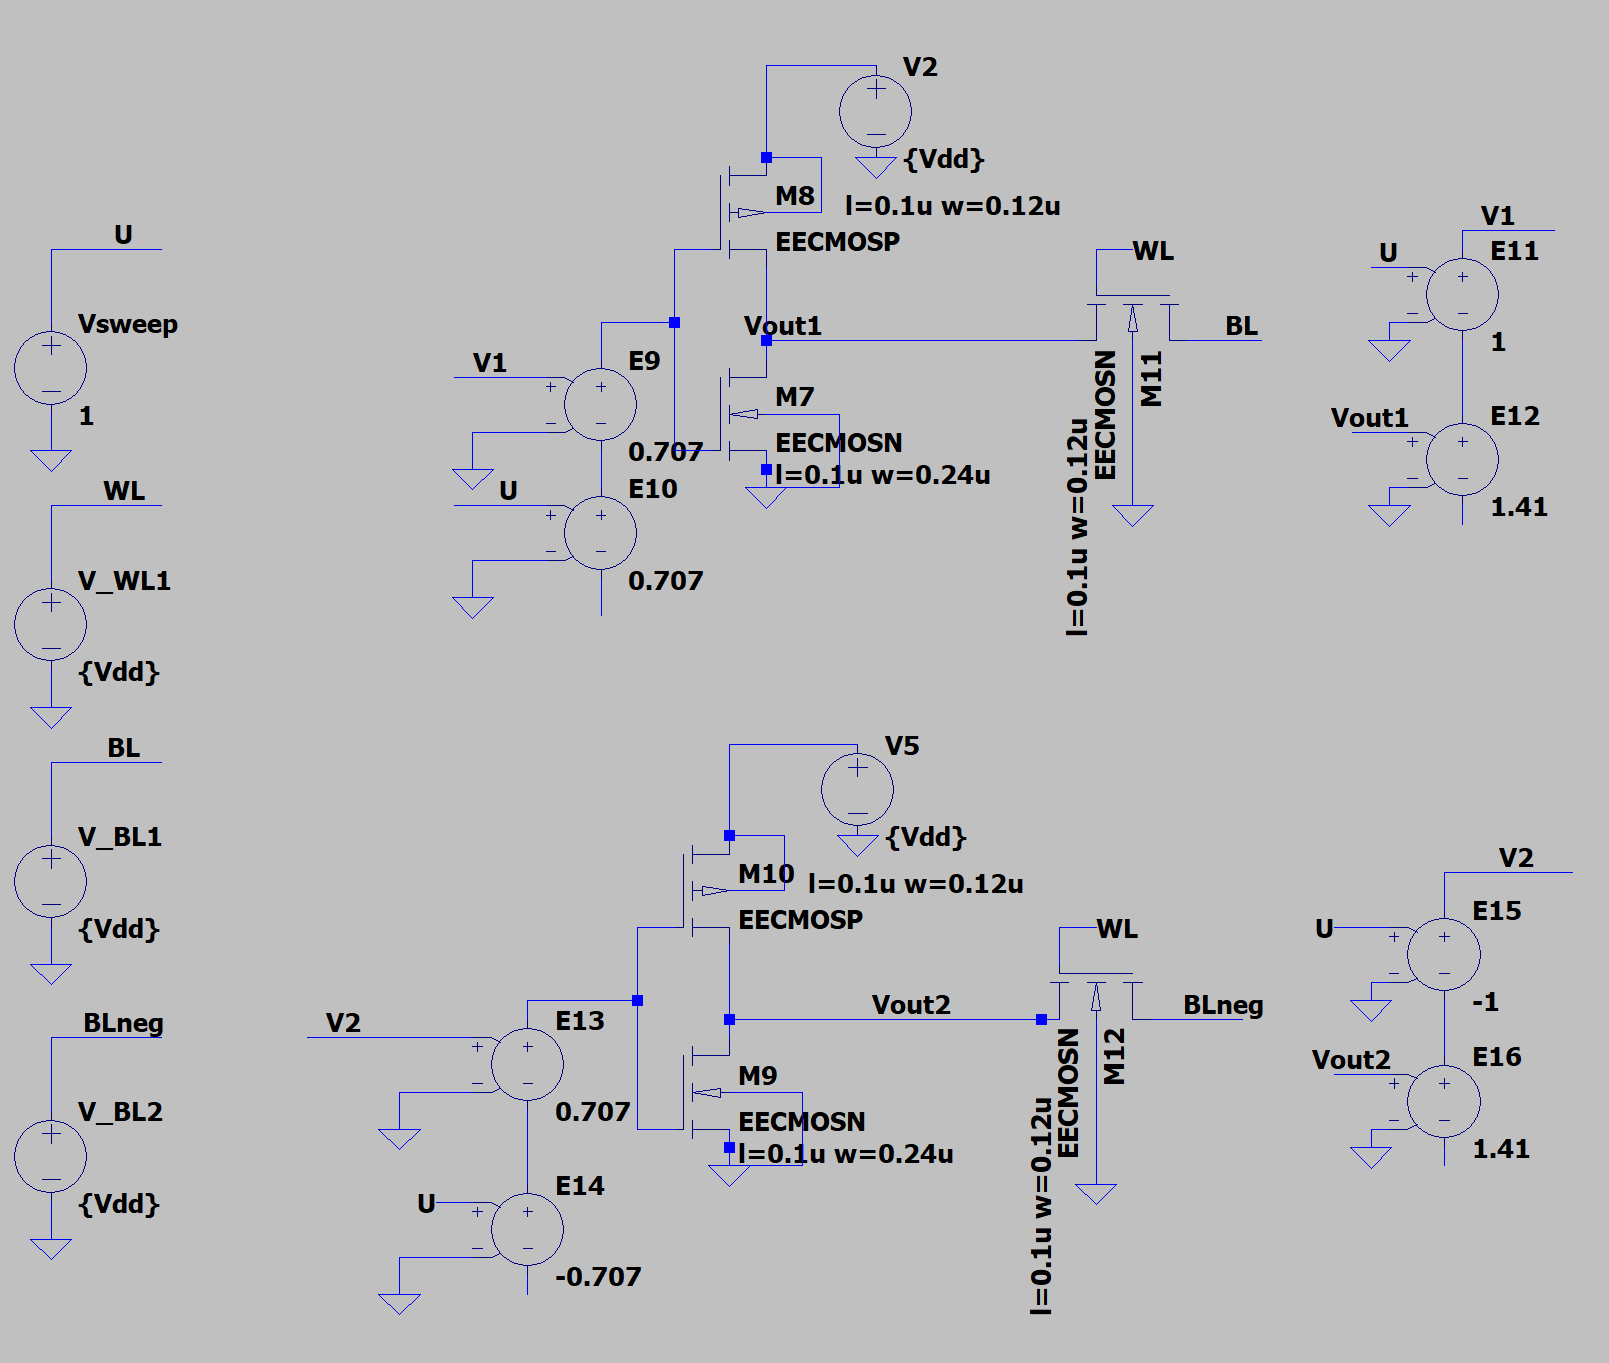 U
Vsweep
1
WL
V_WL1
{Vdd}
BL
V_BL1
{Vdd}
BLneg
V_BL2
{Vdd}
V2
{Vdd}
M8
l=0.1u w=0.12u
EECMOSP
Vout1
V1
E9
0.707
U
E10
0.707
M7
EECMOSN
l=0.1u w=0.24u
WL
BL
M11
EECMOSN
l=0.1u w=0.12u
V1
E11
U
1
E12
Vout1
1.41
V5
{Vdd}
M10
l=0.1u w=0.12u
EECMOSP
Vout2
V2
E13
0.707
E14
U
-0.707
M9
EECMOSN
l=0.1u w=0.24u
WL
BLneg
M12
EECMOSN
l=0.1u w=0.12u
V2
E15
U
-1
E16
Vout2
1.41